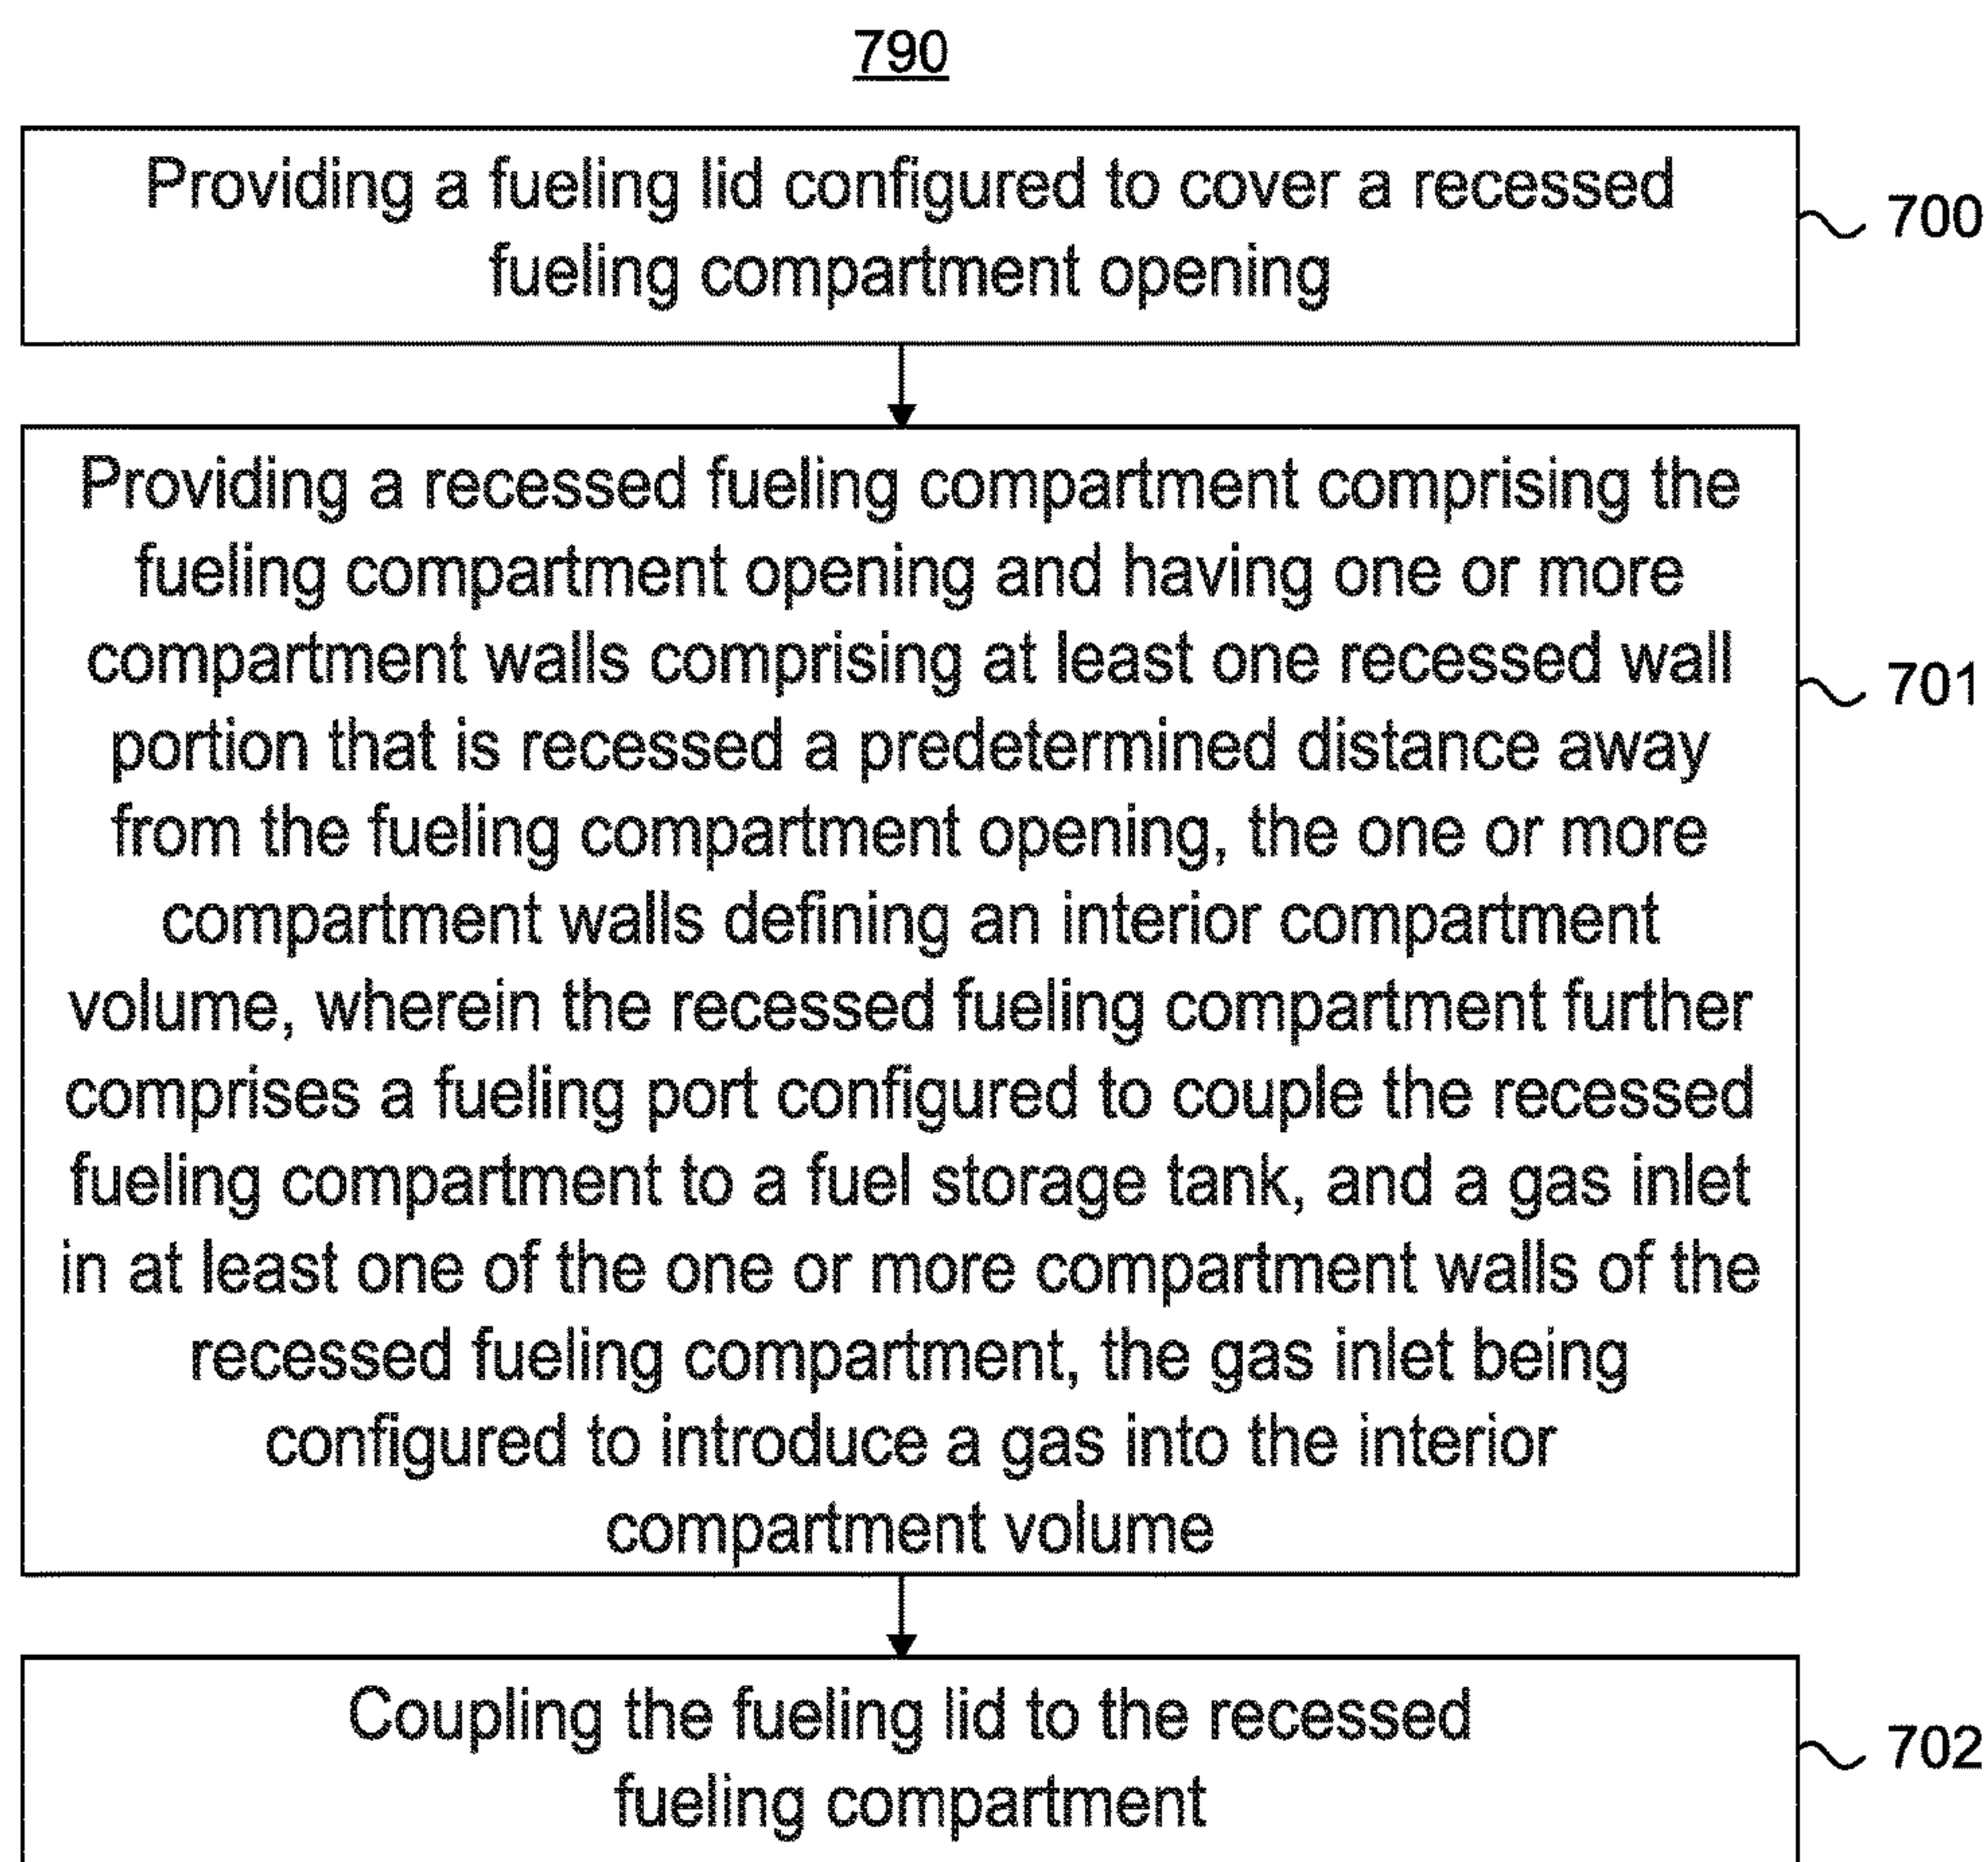 790
Providing a fueling lid configured to cover a recessed
fueling compartment opening
700
Providing a recessed fueling compartment comprising the
fueling compartment opening and having one or more
compartment walls comprising at least one recessed wall
portion that is recessed a predetermined distance away
from the fueling compartment opening, the one or more
compartment walls defining an interior compartment
volume, wherein the recessed fueling compartment further
comprises a fueling port configured to couple the recessed
fueling compartment to a fuel storage tank, and a gas inlet
in at least one of the one or more compartment walls of the
recessed fueling compartment, the gas inlet being
configured to introduce a gas into the interior
compartment volume
701
Coupling the fueling lid to the recessed
fueling compartment
702